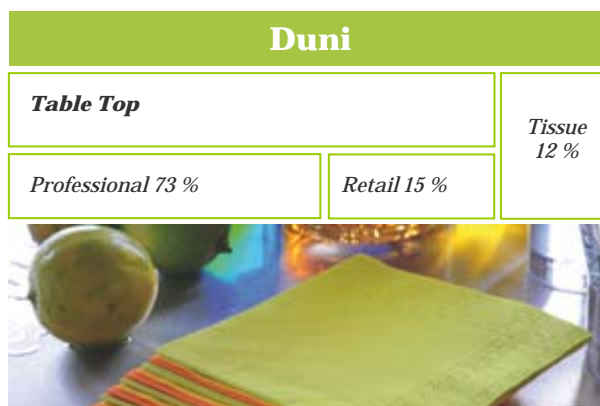 Duni
Table Top
Tissue
12 %
Professional 73 %
Retail 15 %